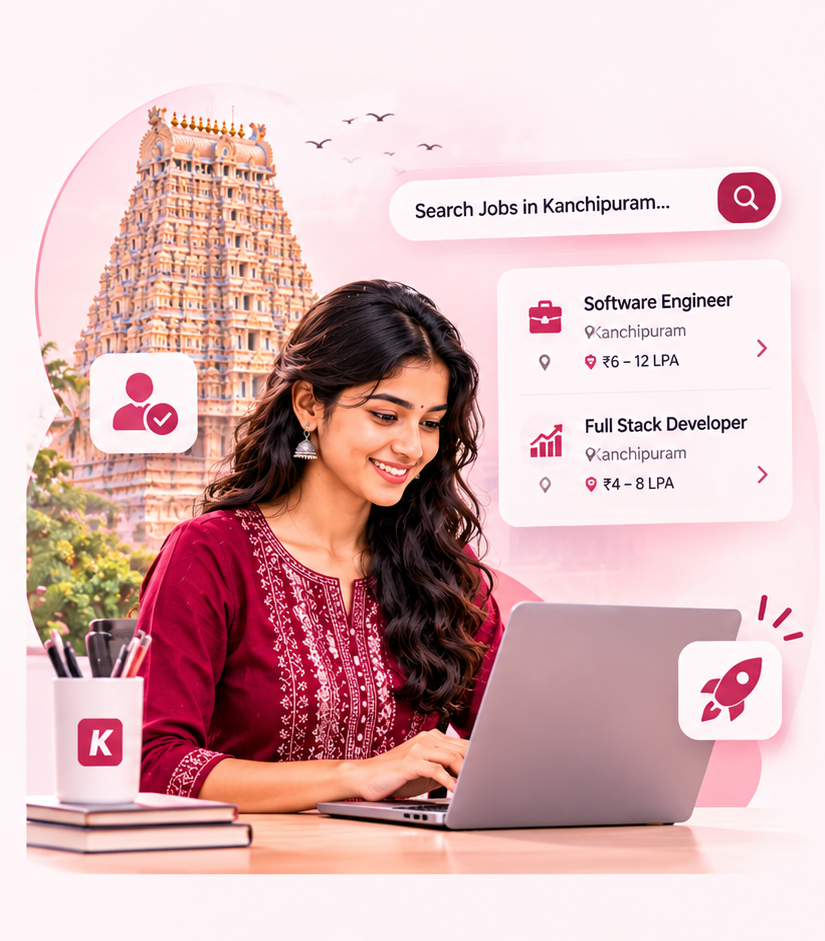 Search Jobs in Kanchipuram...
Software Engineer
Kanchipuram
₹6 – 12 LPA
Full Stack Developer
Kanchipuram
₹4 – 8 LPA
K